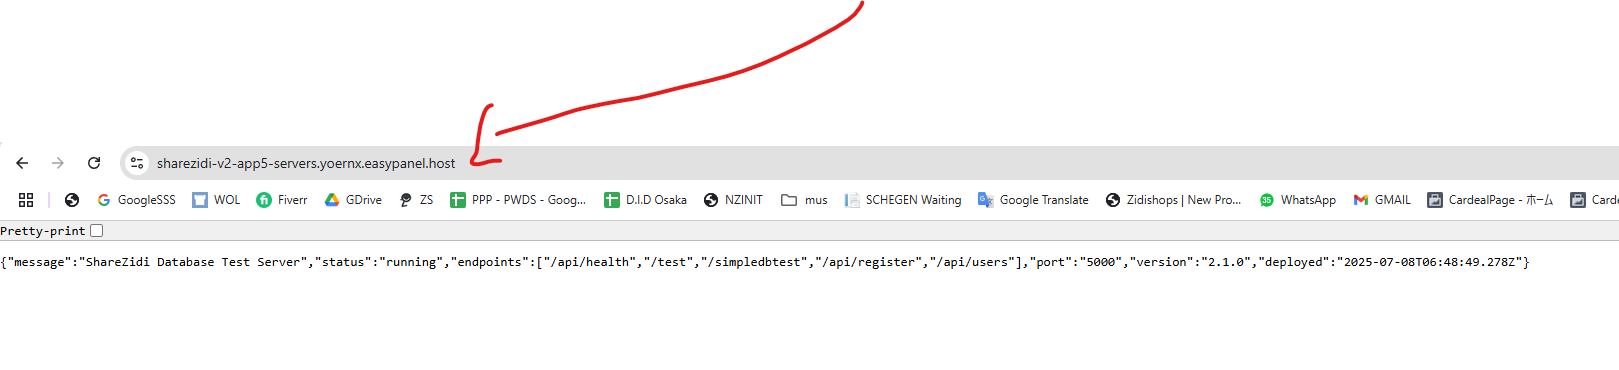 sharezidi-v2-app5-servers.yoernx.easypanel.host
GoogleSSS WOL Fiverr GDrive ZS PPP - PWDS - Goog... D.I.D Osaka NZINIT mus SCHEGEN Waiting Google Translate Zidishops | New Pro... 35 WhatsApp GMAIL CardealPage - ホーム Carde
Pretty-print
{"message":"ShareZidi Database Test Server","status":"running","endpoints":["/api/health","/test","/simpledbtest","/api/register","/api/users"],"port":"5000","version":"2.1.0","deployed":"2025-07-08T06:48:49.278Z"}